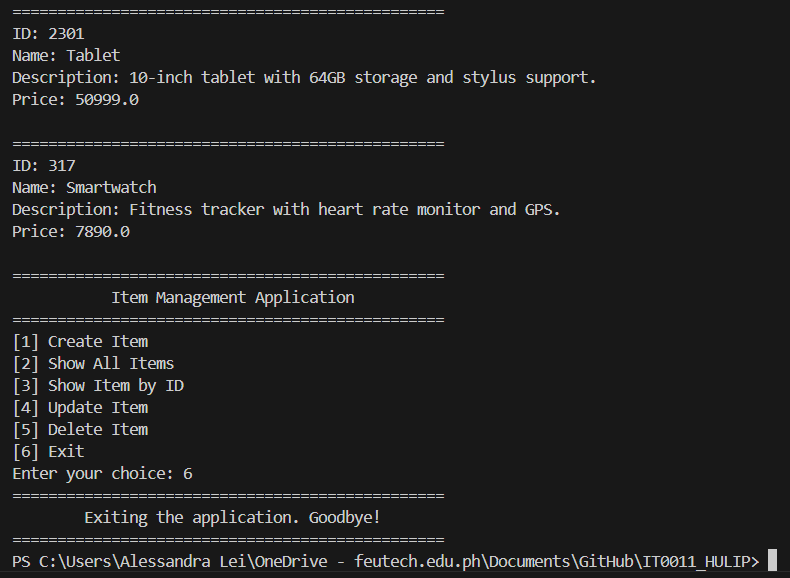 ================================================
ID: 2301
Name: Tablet
Description: 10-inch tablet with 64GB storage and stylus support.
Price: 50999.0
================================================
ID: 317
Name: Smartwatch
Description: Fitness tracker with heart rate monitor and GPS.
Price: 7890.0
================================================
Item Management Application
================================================
[1] Create Item
[2] Show All Items
[3] Show Item by ID
[4] Update Item
[5] Delete Item
[6] Exit
Enter your choice: 6
================================================
Exiting the application. Goodbye!
================================================
PS C:\Users\Alessandra Lei\OneDrive - feutech.edu.ph\Documents\GitHub\IT0011_HULIP>